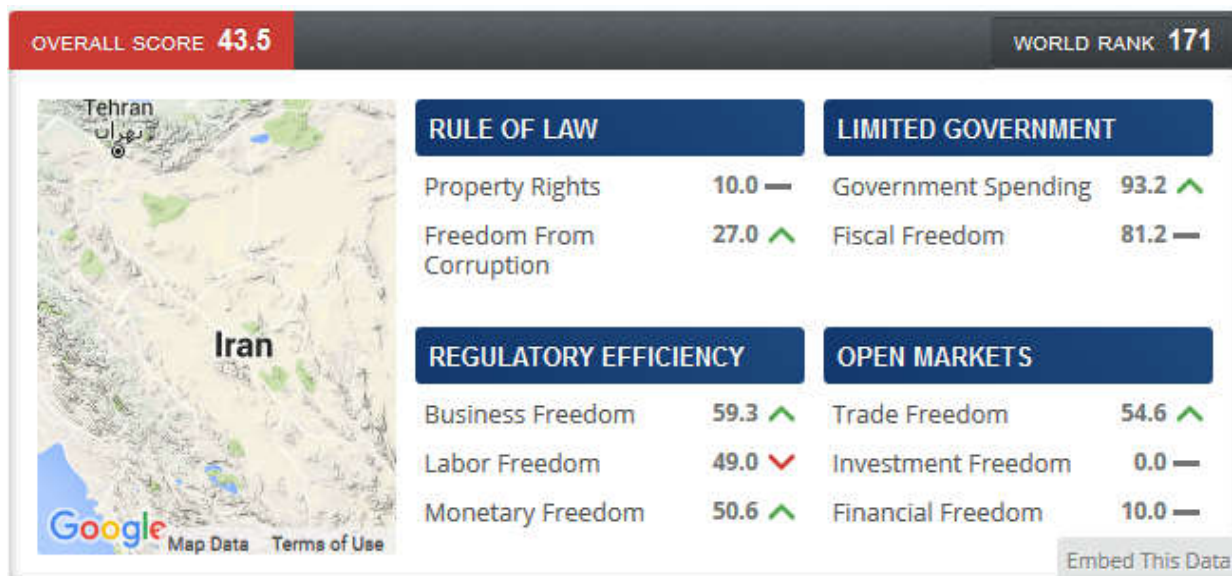 OVERALL SCORE 43.5
WORLD RANK 171
Tehran
تهران
Iran
Google
Map Data Terms of Use
RULE OF LAW
Property Rights 10.0
Freedom From
Corruption 27.0
LIMITED GOVERNMENT
Government Spending 93.2
Fiscal Freedom 81.2
REGULATORY EFFICIENCY
Business Freedom 59.3
Labor Freedom 49.0
Monetary Freedom 50.6
OPEN MARKETS
Trade Freedom 54.6
Investment Freedom 0.0
Financial Freedom 10.0
Embed This Data